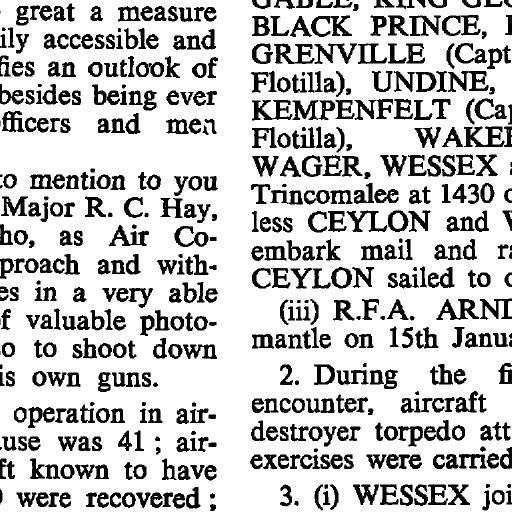 great a measure
ily accessible and
fies an outlook of
besides being ever
officers and men
to mention to you
Major R. C. Hay,
ho, as Air Co-
proach and with-
es in a very able
f valuable photo-
so to shoot down
is own guns.
operation in air-
use was 41 ; air-
ft known to have
were recovered ;
BLACK PRINCE,
GRENVILLE (Capt
Flotilla), UNDINE,
KEMPENFELT (Cap
Flotilla), WAKE
WAGER, WESSEX
Trincomalee at 1430
less CEYLON and
embark mail and
CEYLON sailed to
(iii) R.F.A. ARND
mantle on 15th Janua
2. During the fi
encounter, aircraft
destroyer torpedo att
exercises were carried
3. (i) WESSEX joi